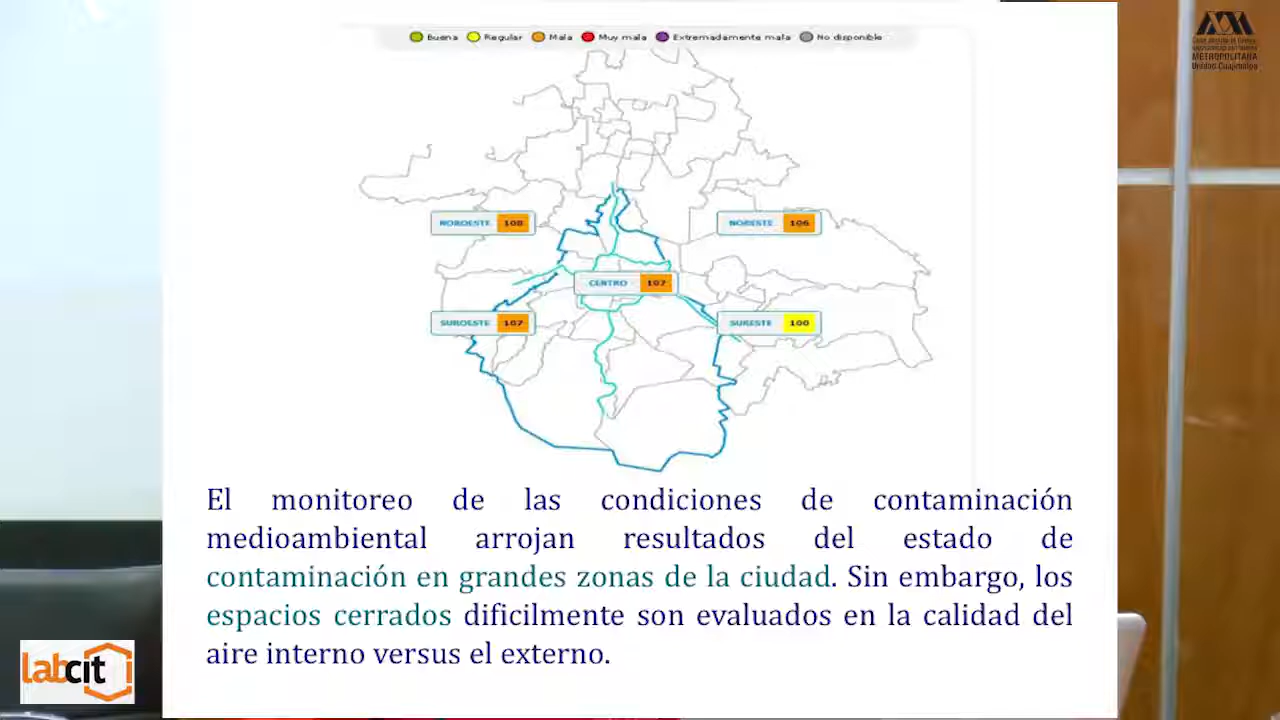 Buena Regular Mala Muy mala Extremadamente mala No disponible
METROPOLITANA
Unidad Cuajimalpa
NOROESTE 108
NORESTE 106
CENTRO 107
SUROESTE 107
SURESTE 100
El monitoreo de las condiciones de contaminación
medioambiental arrojan resultados del estado de
contaminación en grandes zonas de la ciudad. Sin embargo, los
espacios cerrados dificilmente son evaluados en la calidad del
aire interno versus el externo.
labcit